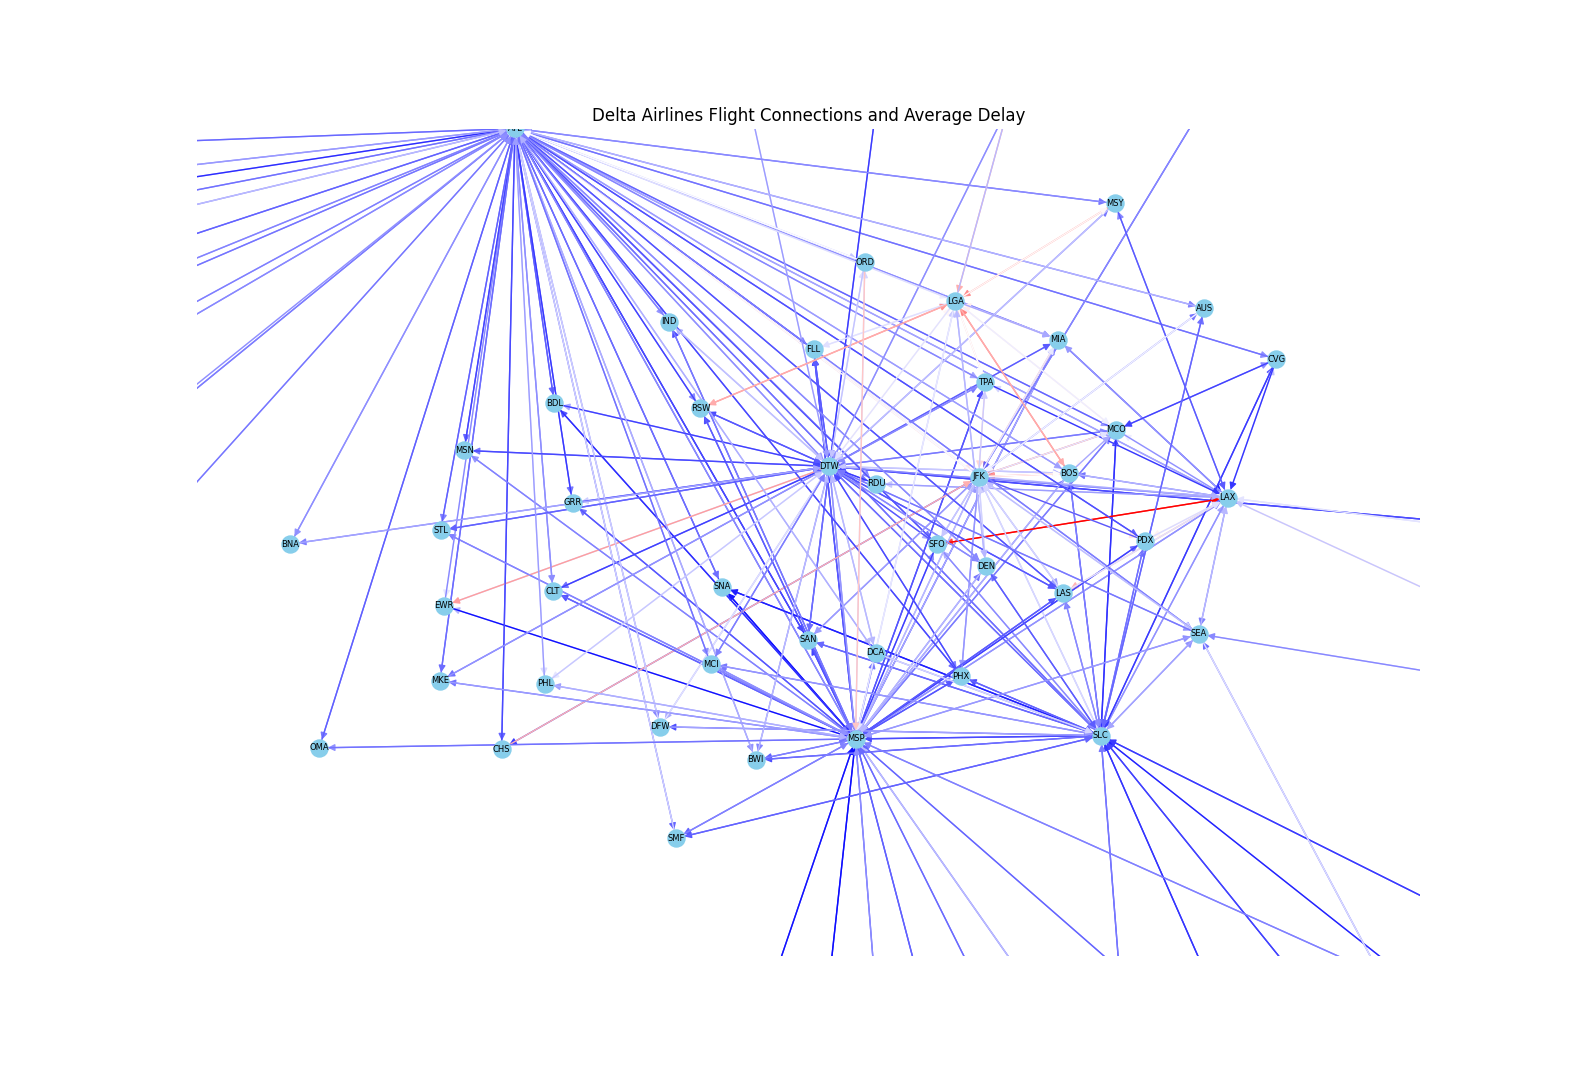 Delta Airlines Flight Connections and Average Delay
MSY
ORD
LGA
AUS
IND
MIA
FLL
CVG
TPA
BDL
RSW
MCO
MSN
DTW
BOS
JFK
RDU
LAX
GRR
STL
BNA
SFO
PDX
DEN
SNA
CLT
LAS
EWR
SEA
SAN
DCA
MCI
PHX
MKE
PHL
DFW
SLC
MSP
OMA
CHS
BWI
SMF